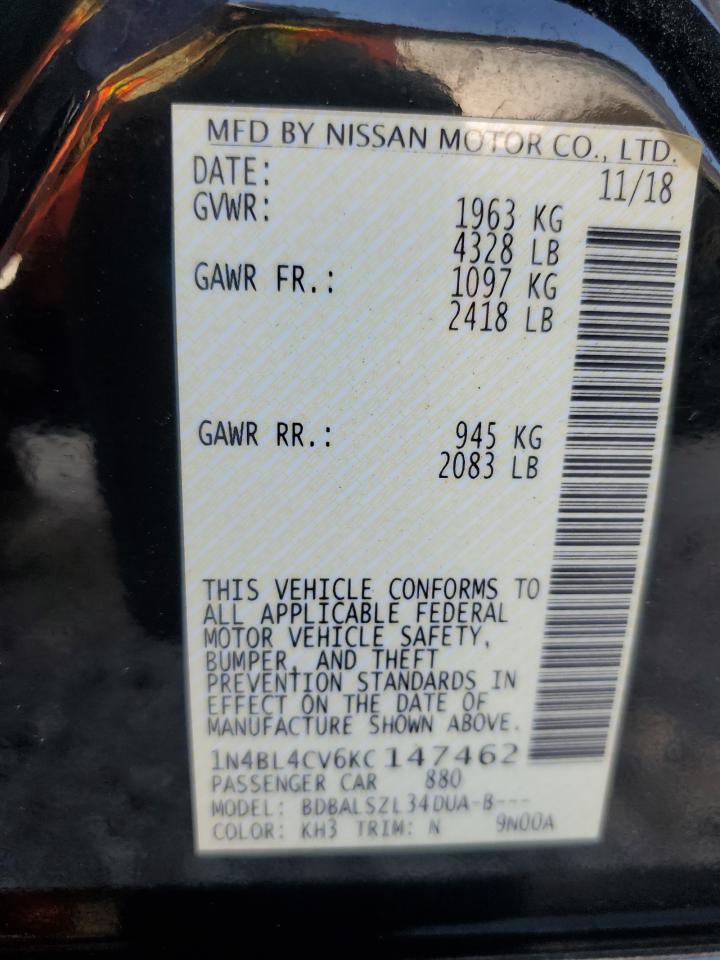 MFD BY NISSAN MOTOR CO., LTD.
DATE: 11/18
GVWR: 1963 KG
4328 LB
GAWR FR.: 1097 KG
2418 LB
GAWR RR.: 945 KG
2083 LB
THIS VEHICLE CONFORMS TO
ALL APPLICABLE FEDERAL
MOTOR VEHICLE SAFETY,
BUMPER, AND THEFT
PREVENTION STANDARDS IN
EFFECT ON THE DATE OF
MANUFACTURE SHOWN ABOVE.
1N4BL4CV6KC147462
PASSENGER CAR 880
MODEL: BDBALSZL34DUA-B---
COLOR: KH3 TRIM: N 9N00A